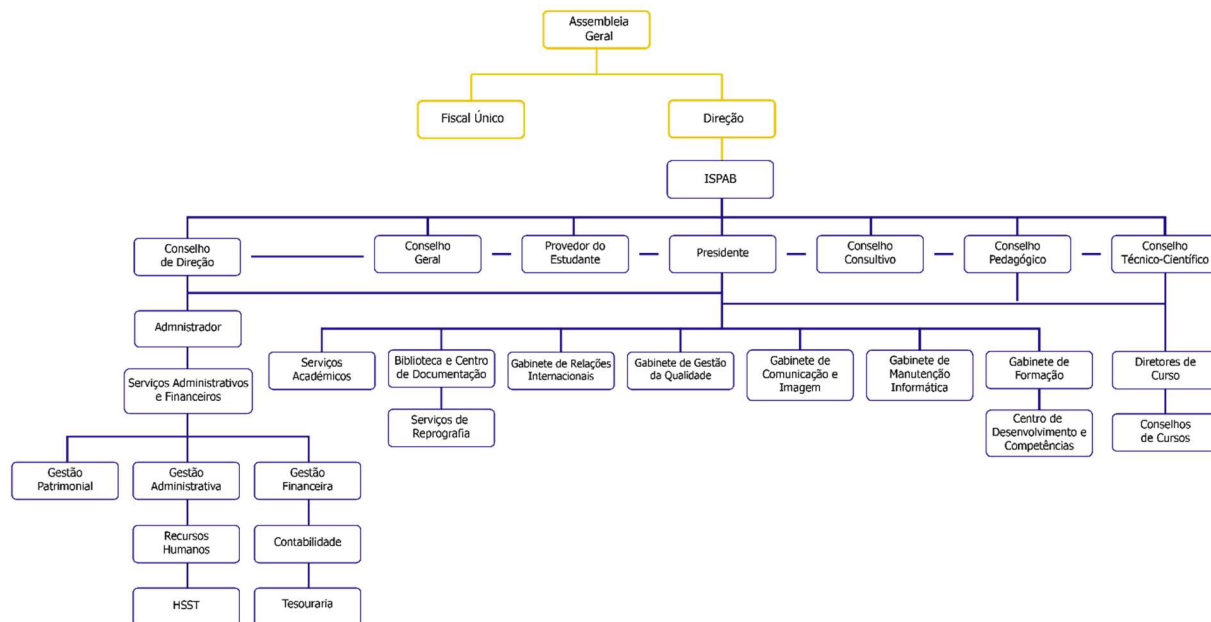 Assembleia
Geral
Fiscal Único
Direção
ISPAB
Conselho
de Direção
Conselho
Geral
Provedor do
Estudante
Presidente
Conselho
Consultivo
Conselho
Pedagógico
Conselho
Técnico-Científico
Admnistrador
Serviços
Académicos
Biblioteca e Centro
de Documentação
Gabinete de Relações
Internacionais
Gabinete de Gestão
da Qualidade
Gabinete de
Comunicação e
Imagem
Gabinete de
Manutenção
Informática
Gabinete de
Formação
Diretores de
Curso
Serviços Administrativos
e Financeiros
Serviços de
Reprografia
Centro de
Desenvolvimento e
Competências
Conselhos
de Cursos
Gestão
Patrimonial
Gestão
Administrativa
Gestão
Financeira
Recursos
Humanos
Contabilidade
HSST
Tesouraria